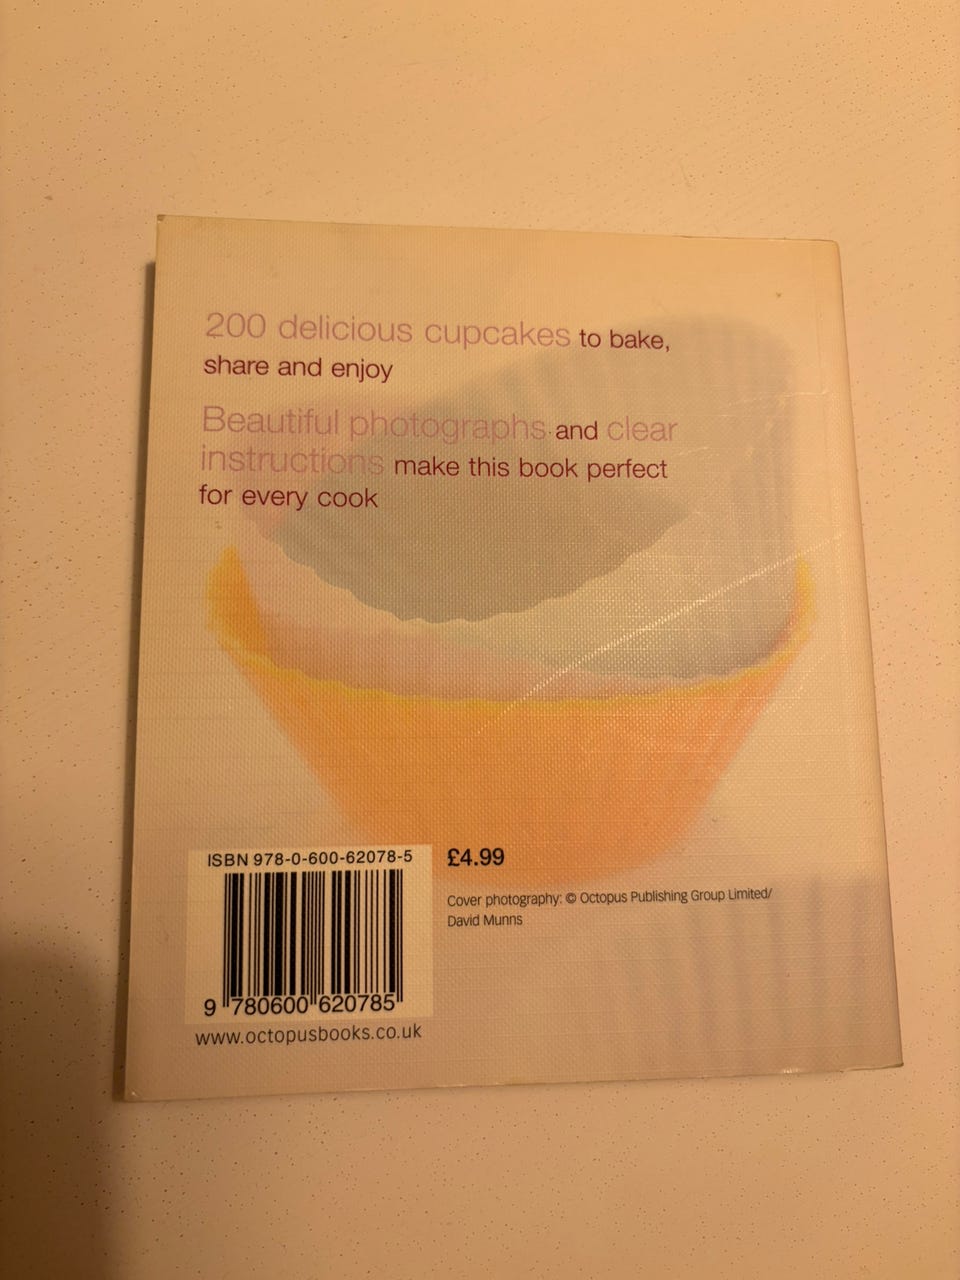 200 delicious cupcakes to bake,
share and enjoy
Beautiful photographs and clear
instructions make this book perfect
for every cook
ISBN 978-0-600-62078-5
£4.99
Cover photography: © Octopus Publishing Group Limited/
David Munns
9 780600 620785
www.octopusbooks.co.uk